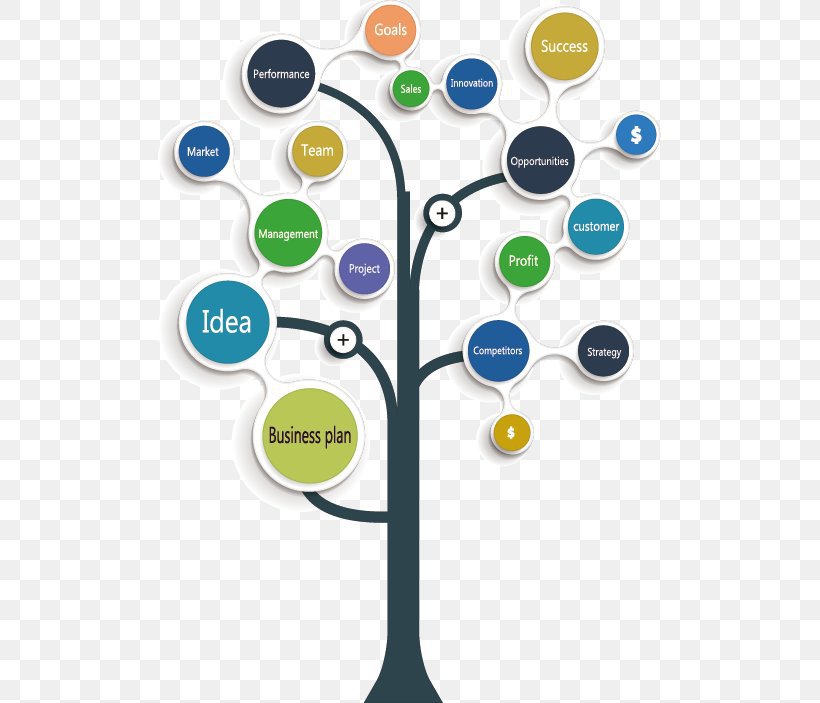 Goals
Success
Performance
Sales
Innovation
$
Market
Team
Opportunities
+
customer
Management
Project
Profit
Idea
+
Competitors
Strategy
Business plan
$